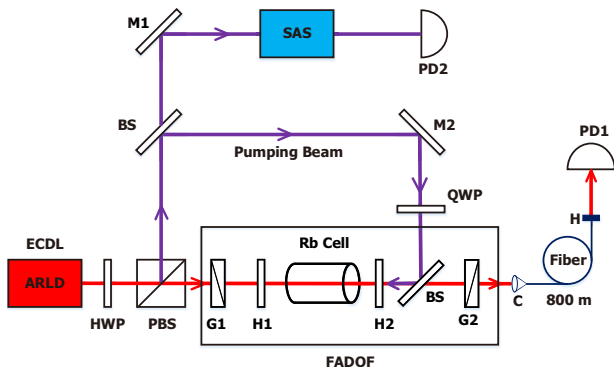 M1
SAS
PD2
BS
M2
PD1
Pumping Beam
QWP
H
ECDL
Rb Cell
Fiber
ARLD
BS
C
800 m
HWP
PBS
G1
H1
H2
G2
FADOF